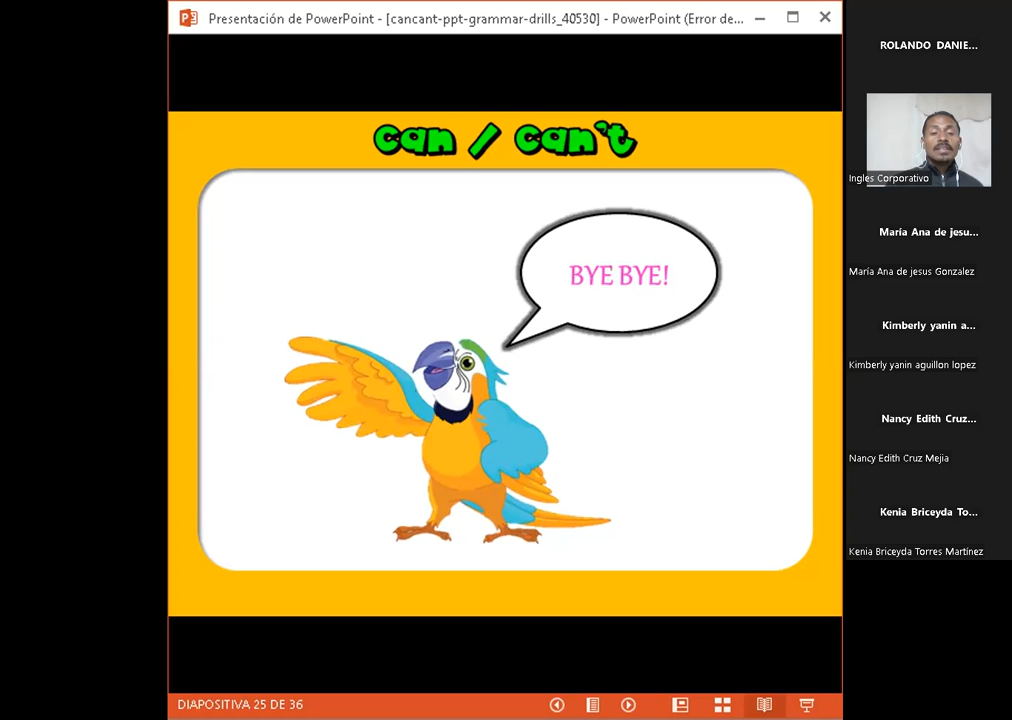 Presentación de PowerPoint - [cancant-ppt-grammar-drills_40530] - PowerPoint (Error de...
can / can't
BYE BYE!
DIAPOSITIVA 25 DE 36
ROLANDO DANIE...
Ingles Corporativo
María Ana de jesu...
María Ana de jesus Gonzalez
Kimberly yanin a...
Kimberly yanin aguillon lopez
Nancy Edith Cruz...
Nancy Edith Cruz Mejia
Kenia Briceyda To...
Kenia Briceyda Torres Martínez